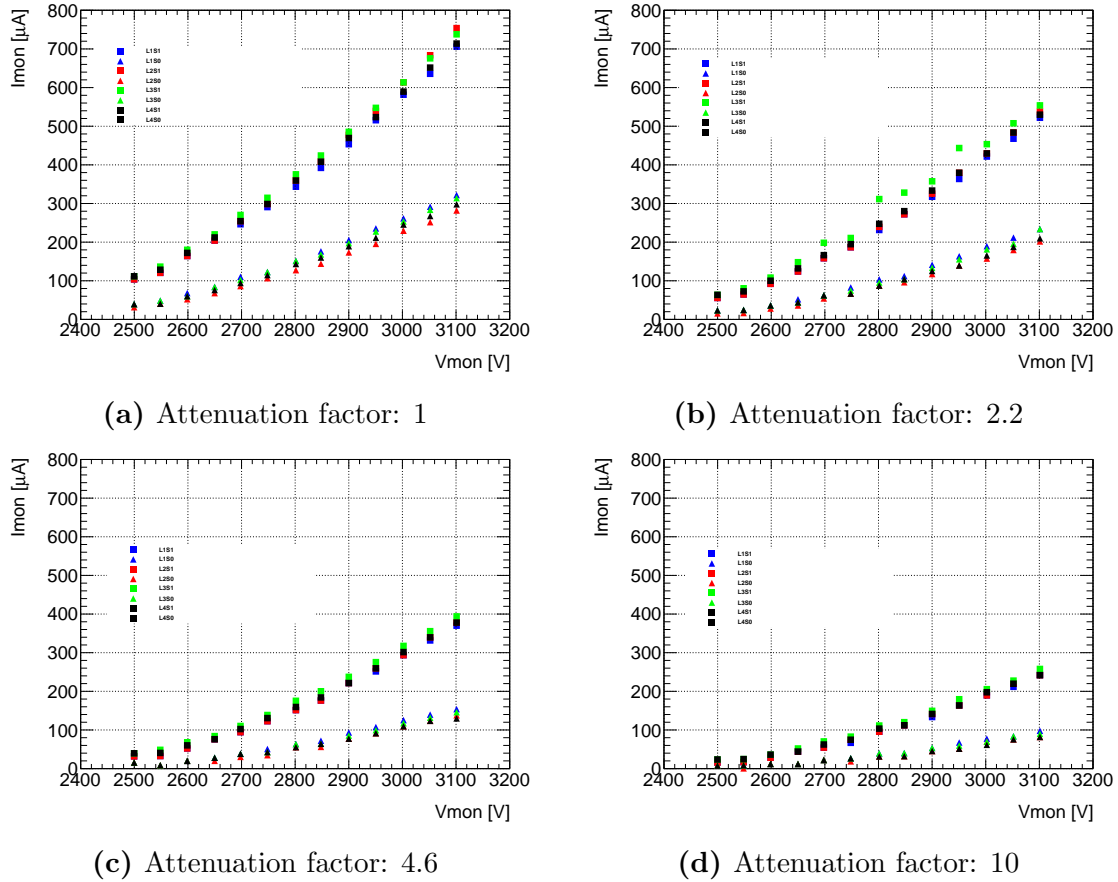 Imon [μA]
800
700
600
500
400
300
200
100
0
L1S1
L1S0
L2S1
L2S0
L3S1
L3S0
L4S1
L4S0
2400 2500 2600 2700 2800 2900 3000 3100 3200
Vmon [V]
(a) Attenuation factor: 1
Imon [μA]
800
700
600
500
400
300
200
100
0
L1S1
L1S0
L2S1
L2S0
L3S1
L3S0
L4S1
L4S0
2400 2500 2600 2700 2800 2900 3000 3100 3200
Vmon [V]
(b) Attenuation factor: 2.2
Imon [μA]
800
700
600
500
400
300
200
100
0
L1S1
L1S0
L2S1
L2S0
L3S1
L3S0
L4S1
L4S0
2400 2500 2600 2700 2800 2900 3000 3100 3200
Vmon [V]
(c) Attenuation factor: 4.6
Imon [μA]
800
700
600
500
400
300
200
100
0
L1S1
L1S0
L2S1
L2S0
L3S1
L3S0
L4S1
L4S0
2400 2500 2600 2700 2800 2900 3000 3100 3200
Vmon [V]
(d) Attenuation factor: 10